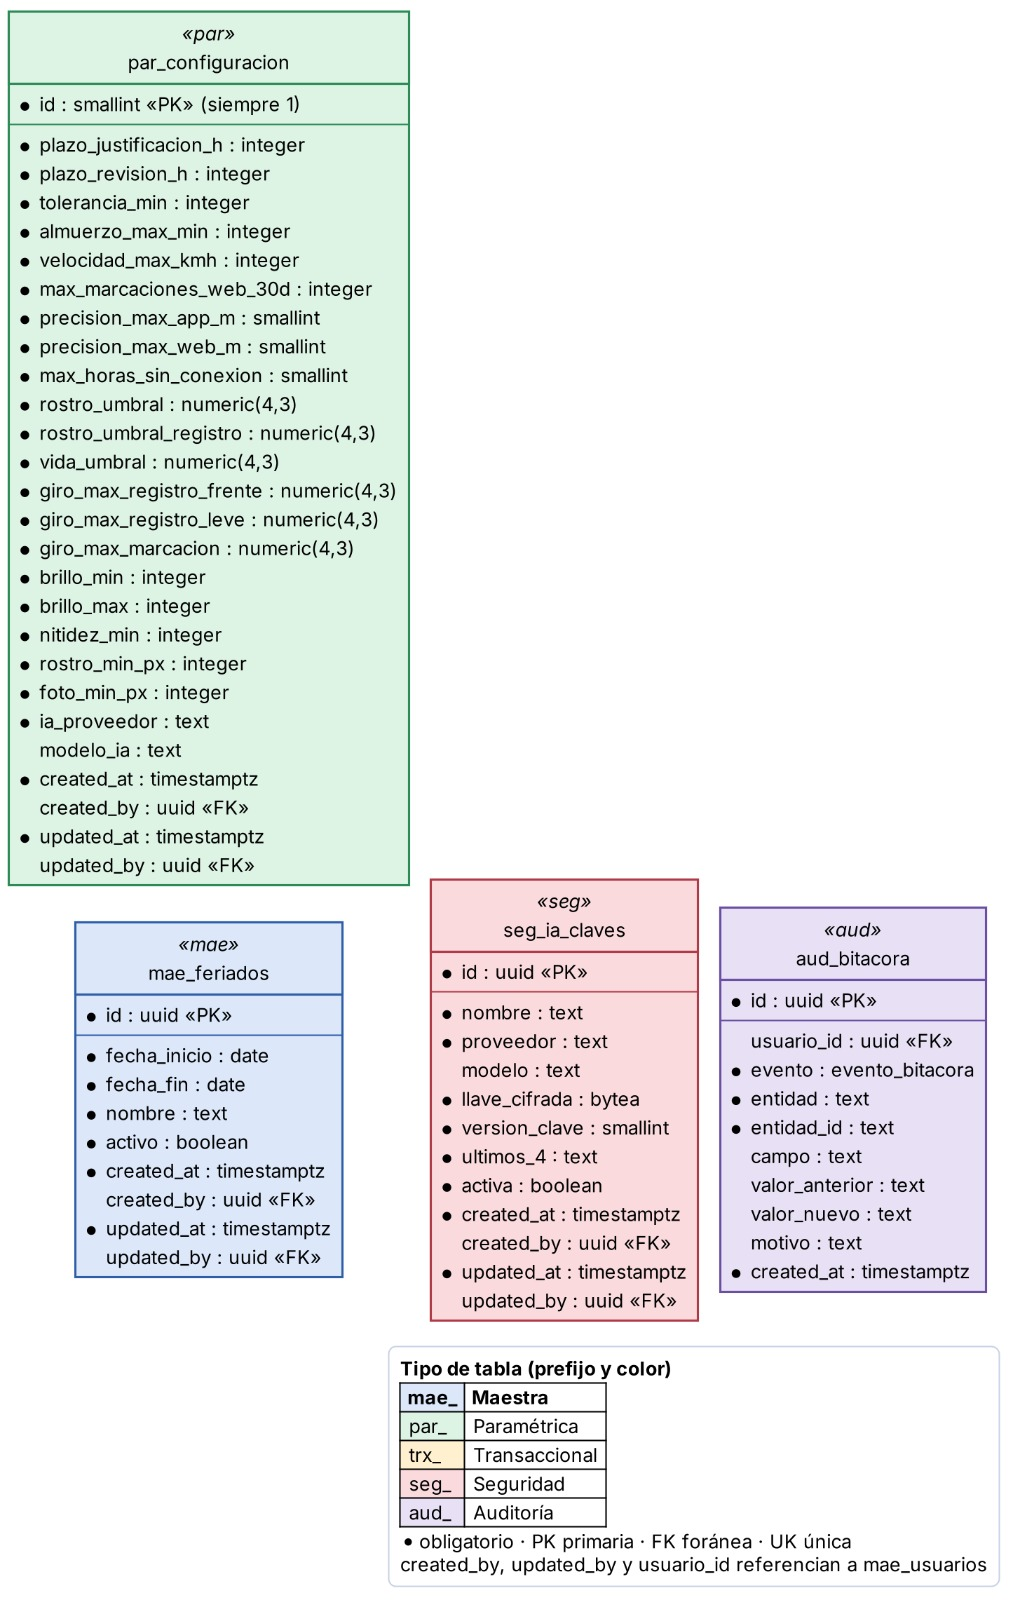 «par»
par_configuracion
id : smallint «PK» (siempre 1)
plazo_justificacion_h : integer
plazo_revision_h : integer
tolerancia_min : integer
almuerzo_max_min : integer
velocidad_max_kmh : integer
max_marcaciones_web_30d : integer
precision_max_app_m : smallint
precision_max_web_m : smallint
max_horas_sin_conexion : smallint
rostro_umbral : numeric(4,3)
rostro_umbral_registro : numeric(4,3)
vida_umbral : numeric(4,3)
giro_max_registro_frente : numeric(4,3)
giro_max_registro_leve : numeric(4,3)
giro_max_marcacion : numeric(4,3)
brillo_min : integer
brillo_max : integer
nitidez_min : integer
rostro_min_px : integer
foto_min_px : integer
ia_proveedor : text
modelo_ia : text
created_at : timestamptz
created_by : uuid «FK»
updated_at : timestamptz
updated_by : uuid «FK»
«mae»
mae_feriados
id : uuid «PK»
fecha_inicio : date
fecha_fin : date
nombre : text
activo : boolean
created_at : timestamptz
created_by : uuid «FK»
updated_at : timestamptz
updated_by : uuid «FK»
«seg»
seg_ia_claves
id : uuid «PK»
nombre : text
proveedor : text
modelo : text
llave_cifrada : bytea
version_clave : smallint
ultimos_4 : text
activa : boolean
created_at : timestamptz
created_by : uuid «FK»
updated_at : timestamptz
updated_by : uuid «FK»
«aud»
aud_bitacora
id : uuid «PK»
usuario_id : uuid «FK»
evento : evento_bitacora
entidad : text
entidad_id : text
campo : text
valor_anterior : text
valor_nuevo : text
motivo : text
created_at : timestamptz
Tipo de tabla (prefijo y color)
mae_ Maestra
par_ Paramétrica
trx_ Transaccional
seg_ Seguridad
aud_ Auditoría
• obligatorio · PK primaria · FK foránea · UK única
created_by, updated_by y usuario_id referencian a mae_usuarios